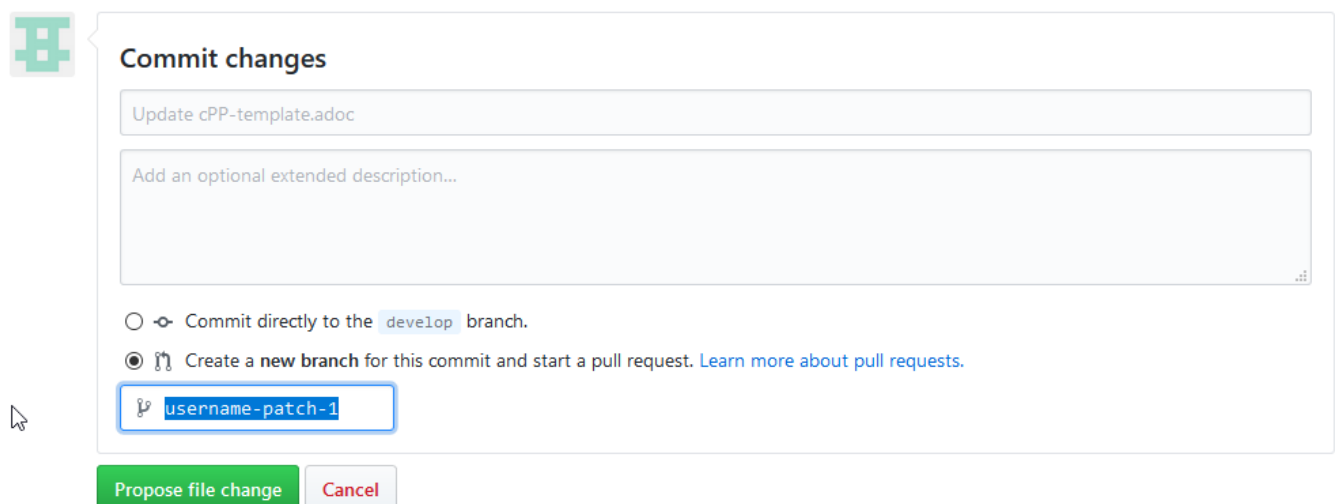 Commit changes
Update cPP-template.adoc
Add an optional extended description...
Commit directly to the develop branch.
Create a new branch for this commit and start a pull request. Learn more about pull requests.
username-patch-1
Propose file change Cancel